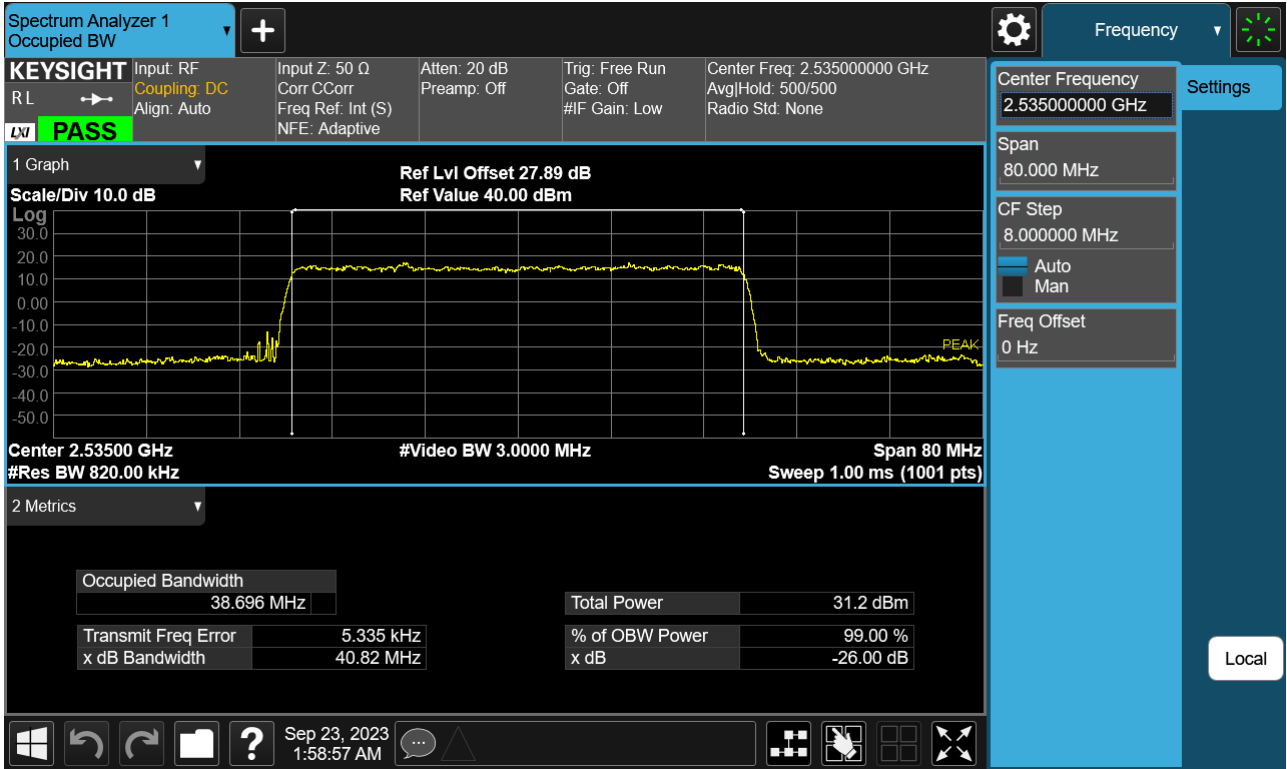 Spectrum Analyzer 1
Occupied BW
Frequency
KEYSIGHT
R L
LXI
PASS
Input: RF
Coupling: DC
Align: Auto
Input Z: 50 Ω
Corr CCorr
Freq Ref: Int (S)
NFE: Adaptive
Atten: 20 dB
Preamp: Off
Trig: Free Run
Gate: Off
#IF Gain: Low
Center Freq: 2.535000000 GHz
Avg|Hold: 500/500
Radio Std: None
Center Frequency
2.535000000 GHz
Settings
Span
80.000 MHz
CF Step
8.000000 MHz
Auto
Man
Freq Offset
0 Hz
Local
1 Graph
Scale/Div 10.0 dB
Ref Lvl Offset 27.89 dB
Ref Value 40.00 dBm
Log
30.0
20.0
10.0
0.00
-10.0
-20.0
-30.0
-40.0
-50.0
PEAK
Center 2.53500 GHz
#Video BW 3.0000 MHz
Span 80 MHz
#Res BW 820.00 kHz
Sweep 1.00 ms (1001 pts)
2 Metrics
Occupied Bandwidth
38.696 MHz
Total Power 31.2 dBm
Transmit Freq Error 5.335 kHz
% of OBW Power 99.00 %
x dB Bandwidth 40.82 MHz
x dB -26.00 dB
?
Sep 23, 2023
1:58:57 AM